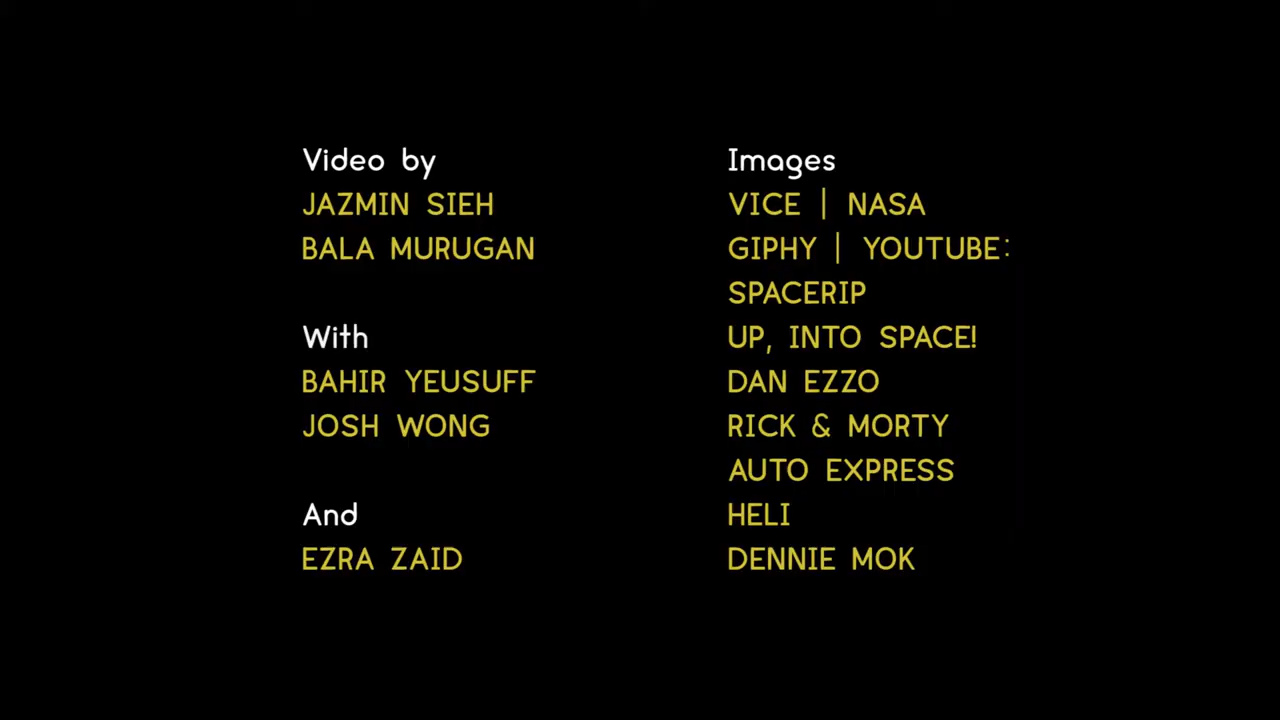 Video by
JAZMIN SIEH
BALA MURUGAN
With
BAHIR YEUSUFF
JOSH WONG
And
EZRA ZAID
Images
VICE | NASA
GIPHY | YOUTUBE:
SPACERIP
UP, INTO SPACE!
DAN EZZO
RICK & MORTY
AUTO EXPRESS
HELI
DENNIE MOK